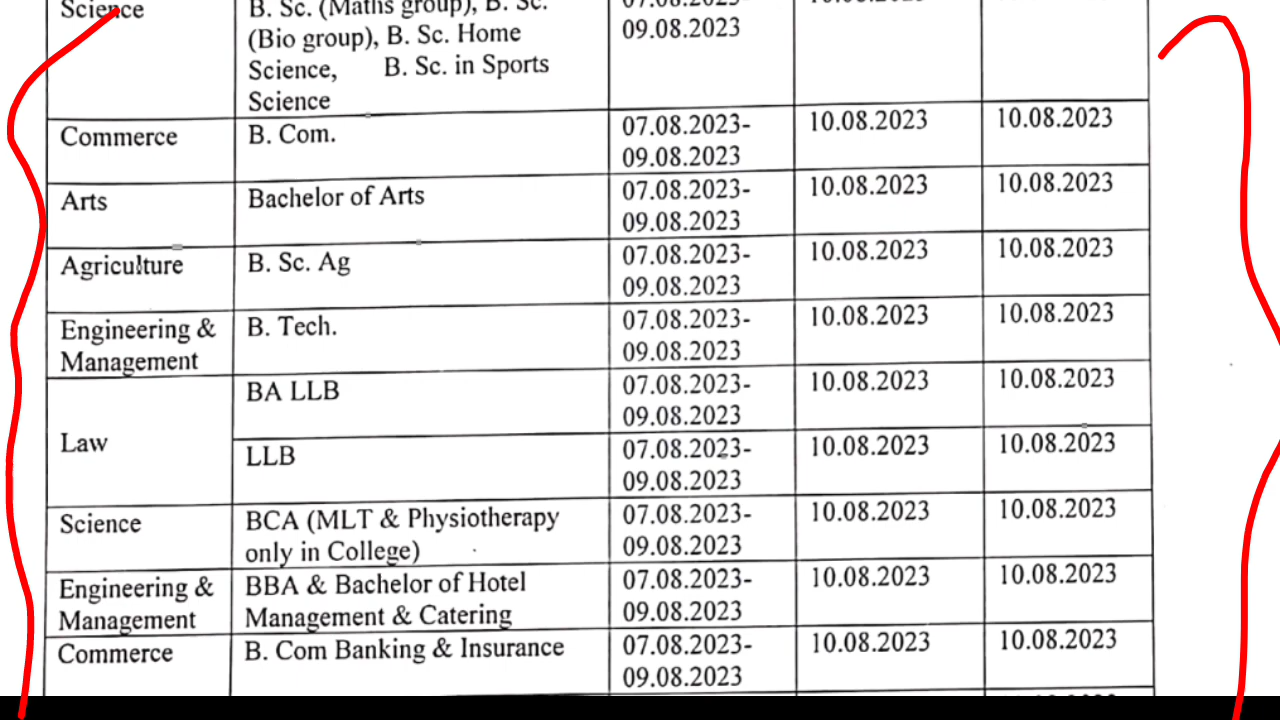 Science
B. Sc. (Maths group), B. Sc.
(Bio group), B. Sc. Home
Science, B. Sc. in Sports
Science
07.08.2023-
09.08.2023
10.08.2023
Commerce
B. Com.
07.08.2023-
09.08.2023
10.08.2023
10.08.2023
Arts
Bachelor of Arts
07.08.2023-
09.08.2023
10.08.2023
10.08.2023
Agriculture
B. Sc. Ag
07.08.2023-
09.08.2023
10.08.2023
10.08.2023
Engineering &
Management
B. Tech.
07.08.2023-
09.08.2023
10.08.2023
10.08.2023
Law
BA LLB
07.08.2023-
09.08.2023
10.08.2023
10.08.2023
LLB
07.08.2023-
09.08.2023
10.08.2023
10.08.2023
Science
BCA (MLT & Physiotherapy
only in College)
07.08.2023-
09.08.2023
10.08.2023
10.08.2023
Engineering &
Management
BBA & Bachelor of Hotel
Management & Catering
07.08.2023-
09.08.2023
10.08.2023
10.08.2023
Commerce
B. Com Banking & Insurance
07.08.2023-
09.08.2023
10.08.2023
10.08.2023